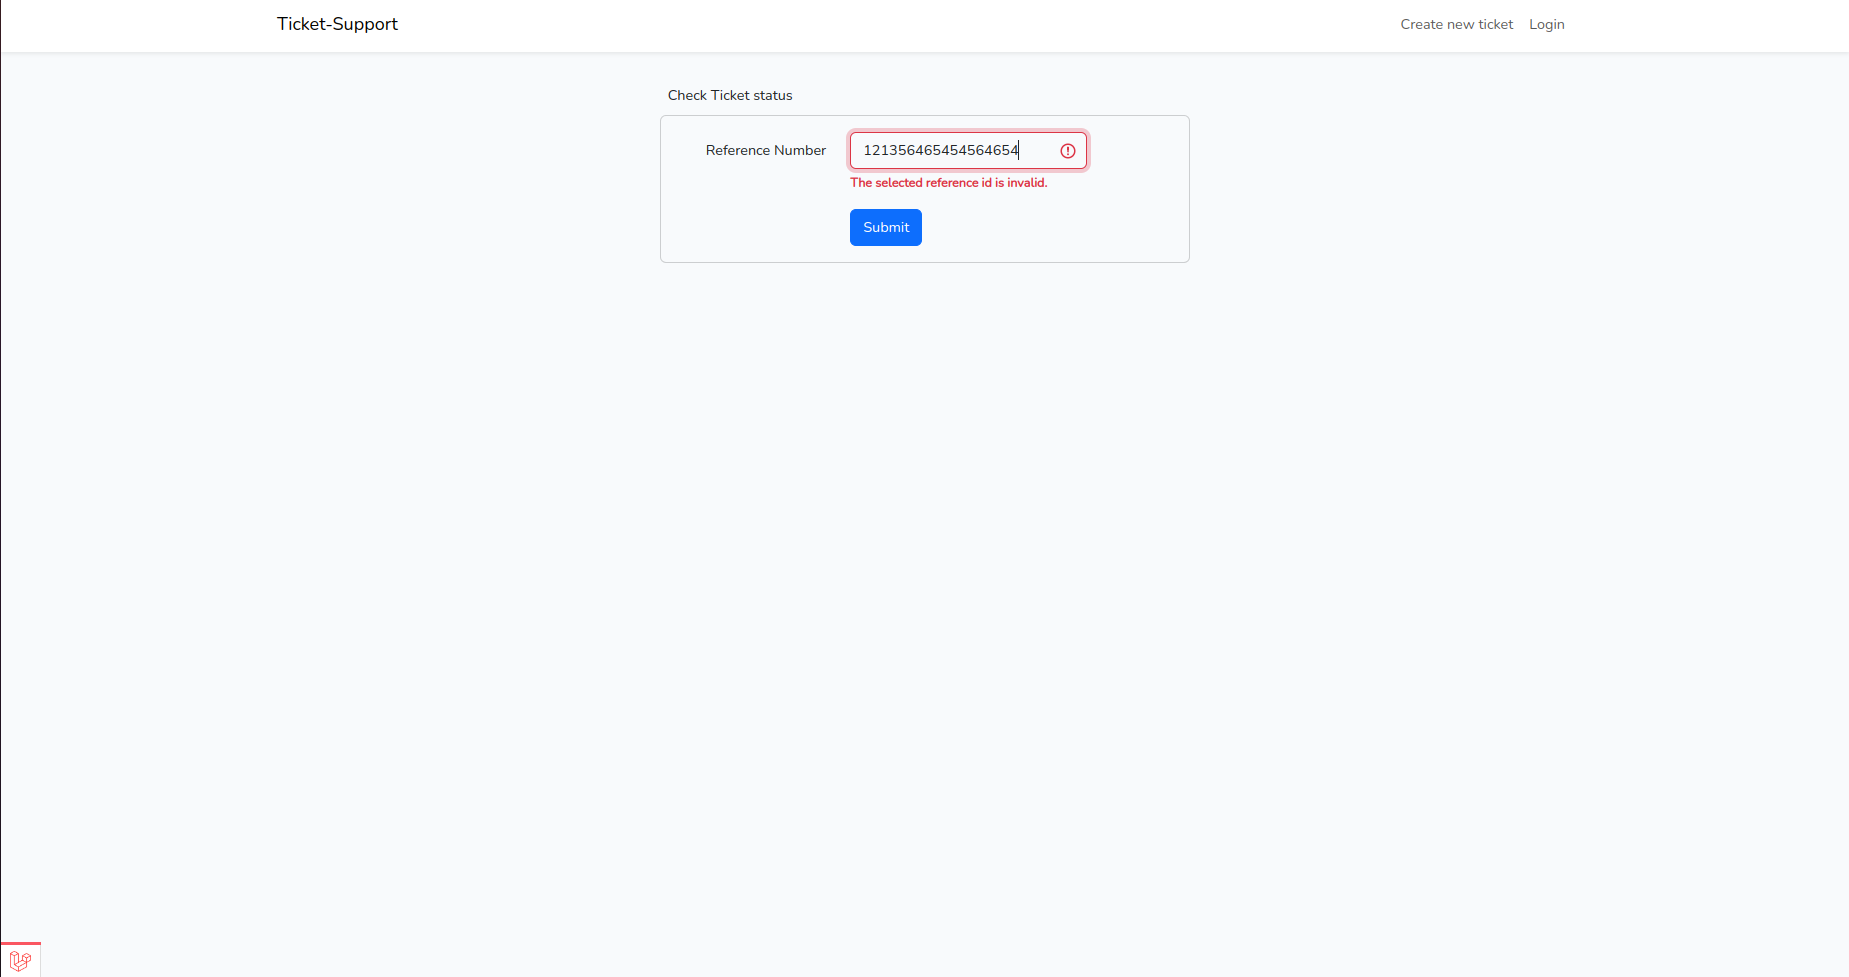 Ticket-Support
Create new ticket Login
Check Ticket status
Reference Number 121356465454564654
The selected reference id is invalid.
Submit